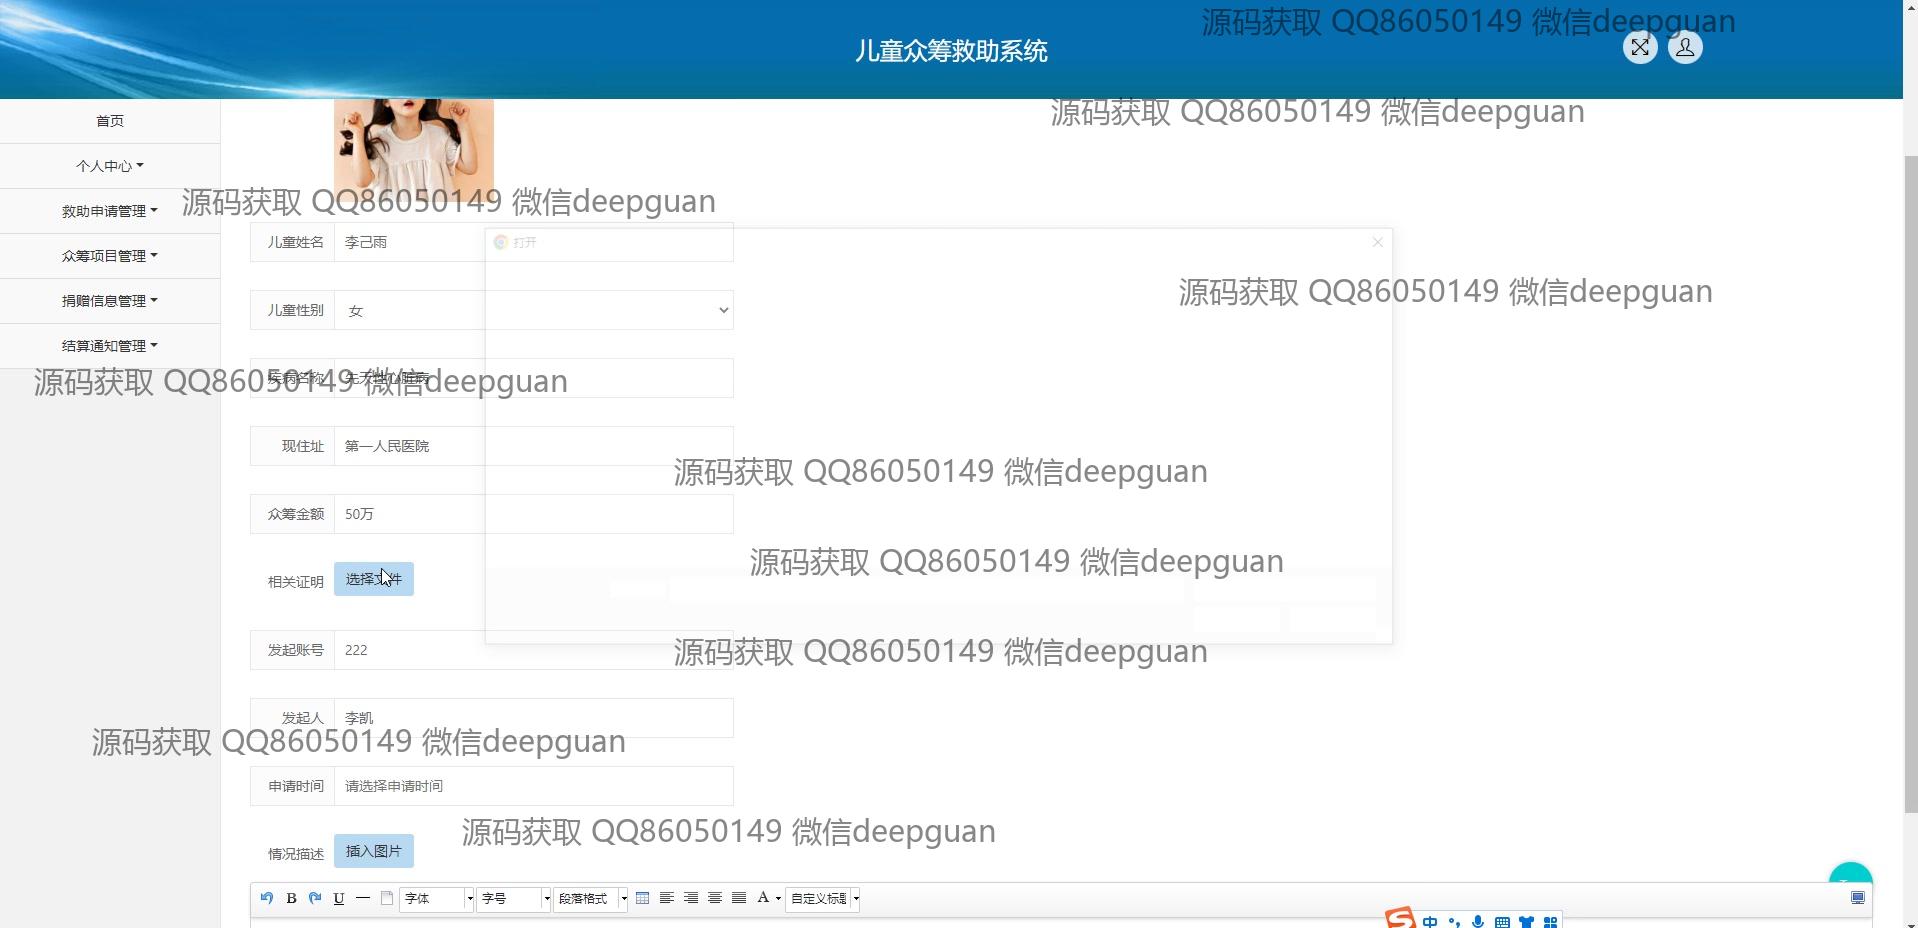 源码获取 QQ86050149 微信deepguan
儿童众筹救助系统
源码获取 QQ86050149 微信deepguan
首页
个人中心
救助申请管理
源码获取 QQ86050149 微信deepguan
儿童姓名 李己雨
打开
众筹项目管理
源码获取 QQ86050149 微信deepguan
捐赠信息管理
儿童性别 女
结算通知管理
疾病名称 先天性心脏病
源码获取 QQ86050149 微信deepguan
现住址 第一人民医院
源码获取 QQ86050149 微信deepguan
众筹金额 50万
源码获取 QQ86050149 微信deepguan
相关证明 选择文件
发起账号 222
源码获取 QQ86050149 微信deepguan
发起人 李凯
源码获取 QQ86050149 微信deepguan
申请时间 请选择申请时间
源码获取 QQ86050149 微信deepguan
情况描述 插入图片
B U 字体 字号 段落格式 A 自定义标题
S 中